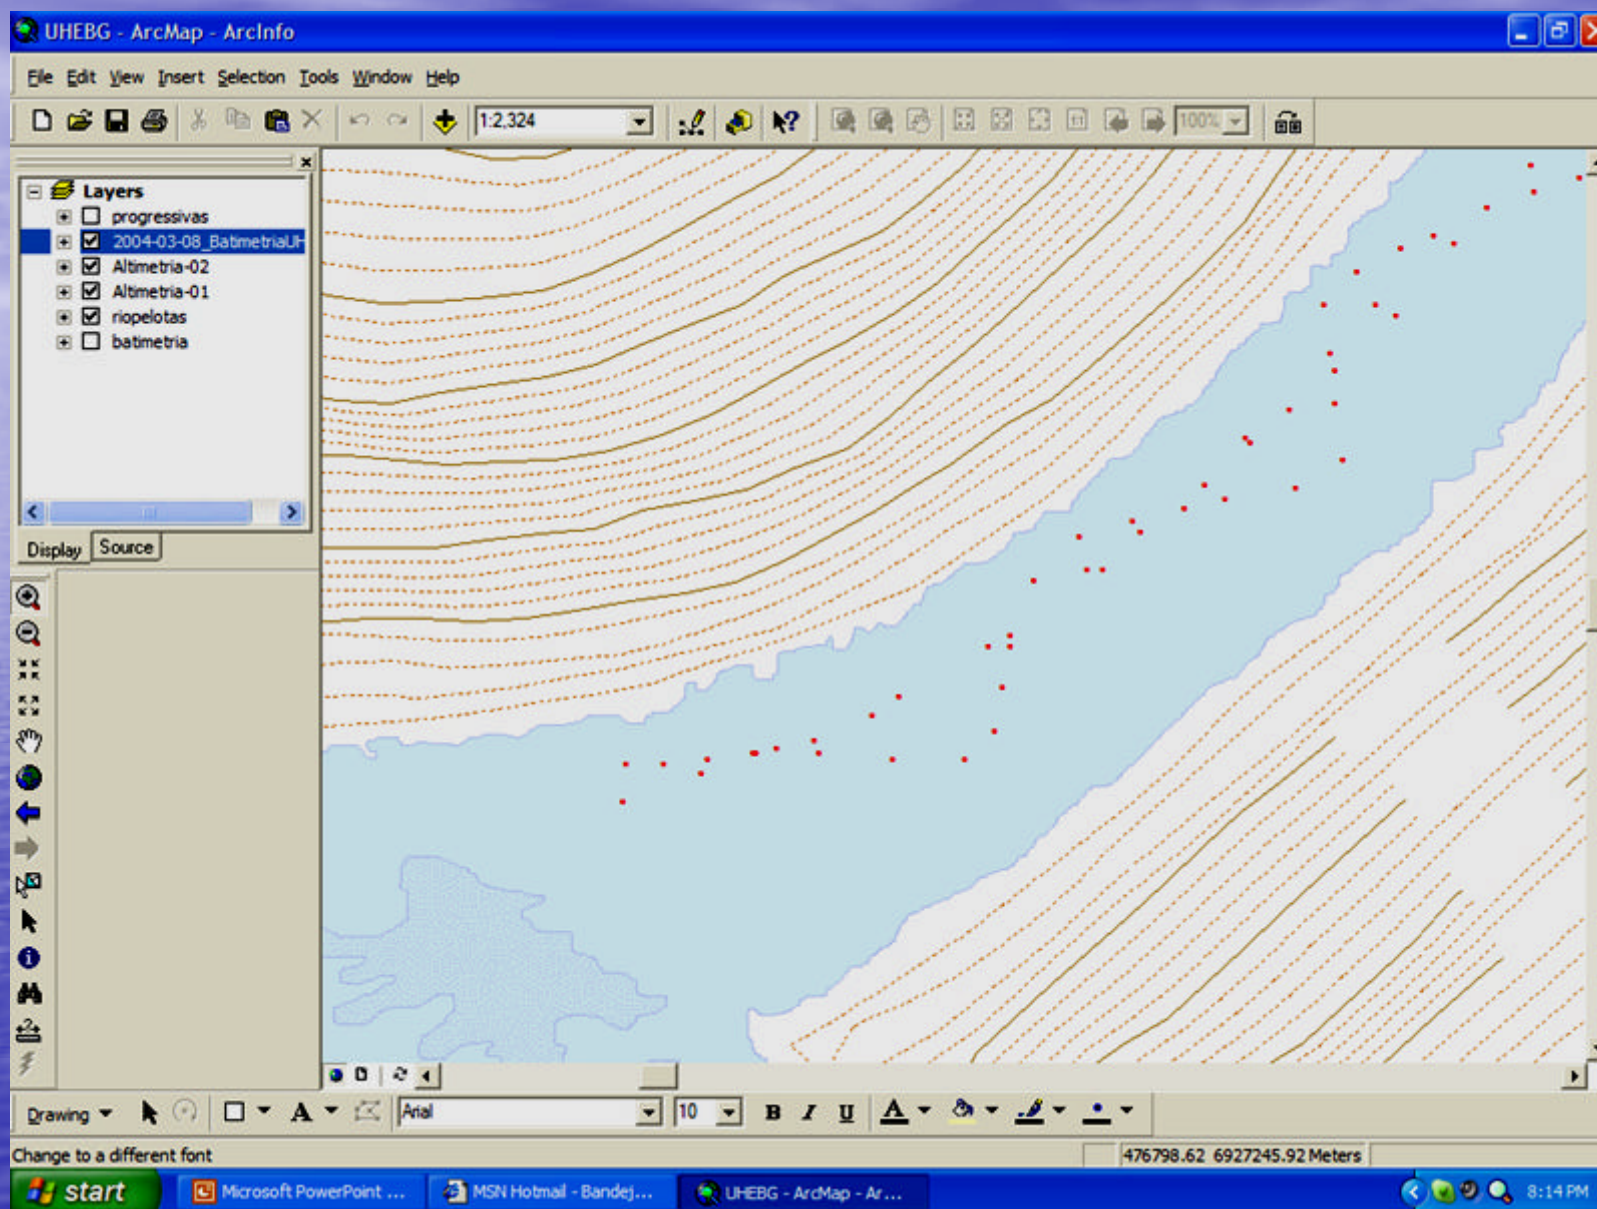 UHEBG - ArcMap - ArcInfo
File Edit View Insert Selection Tools Window Help
1:2,324
100%
Layers
progressivas
2004-03-08_BatimetriaUH
Altimetria-02
Altimetria-01
riopelotas
batimetria
Display Source
Drawing A Arial 10 B I U A
Change to a different font
476798.62 6927245.92 Meters
start Microsoft PowerPoint ... MSN Hotmail - Bandej... UHEBG - ArcMap - Ar... 8:14 PM